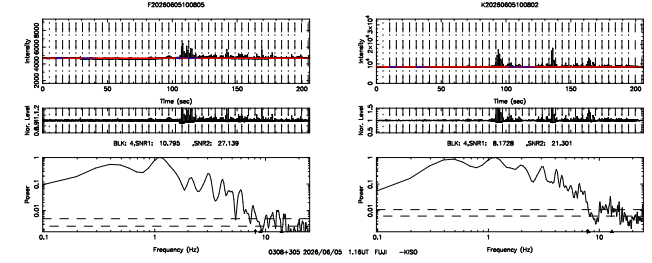 F20260605100805
K20260605100802
Intensity
2000 4000 6000 8000
0 50 100 150 200
Time (sec)
Intensity
0 10⁴ 2x10⁴ 3x10⁴
0 50 100 150 200
Time (sec)
Nor. Level
0.5 1 1.5
Nor. Level
BLK: 4,SNR1: 10.795 ,SNR2: 27.139
BLK: 4,SNR1: 8.1728 ,SNR2: 21.301
Power
1
0.1
0.01
0.1 1 10
Frequency (Hz)
Power
1
0.1
0.01
0.1 1 10
Frequency (Hz)
0308+305 2026/06/05 1.16UT FUJI -KISO